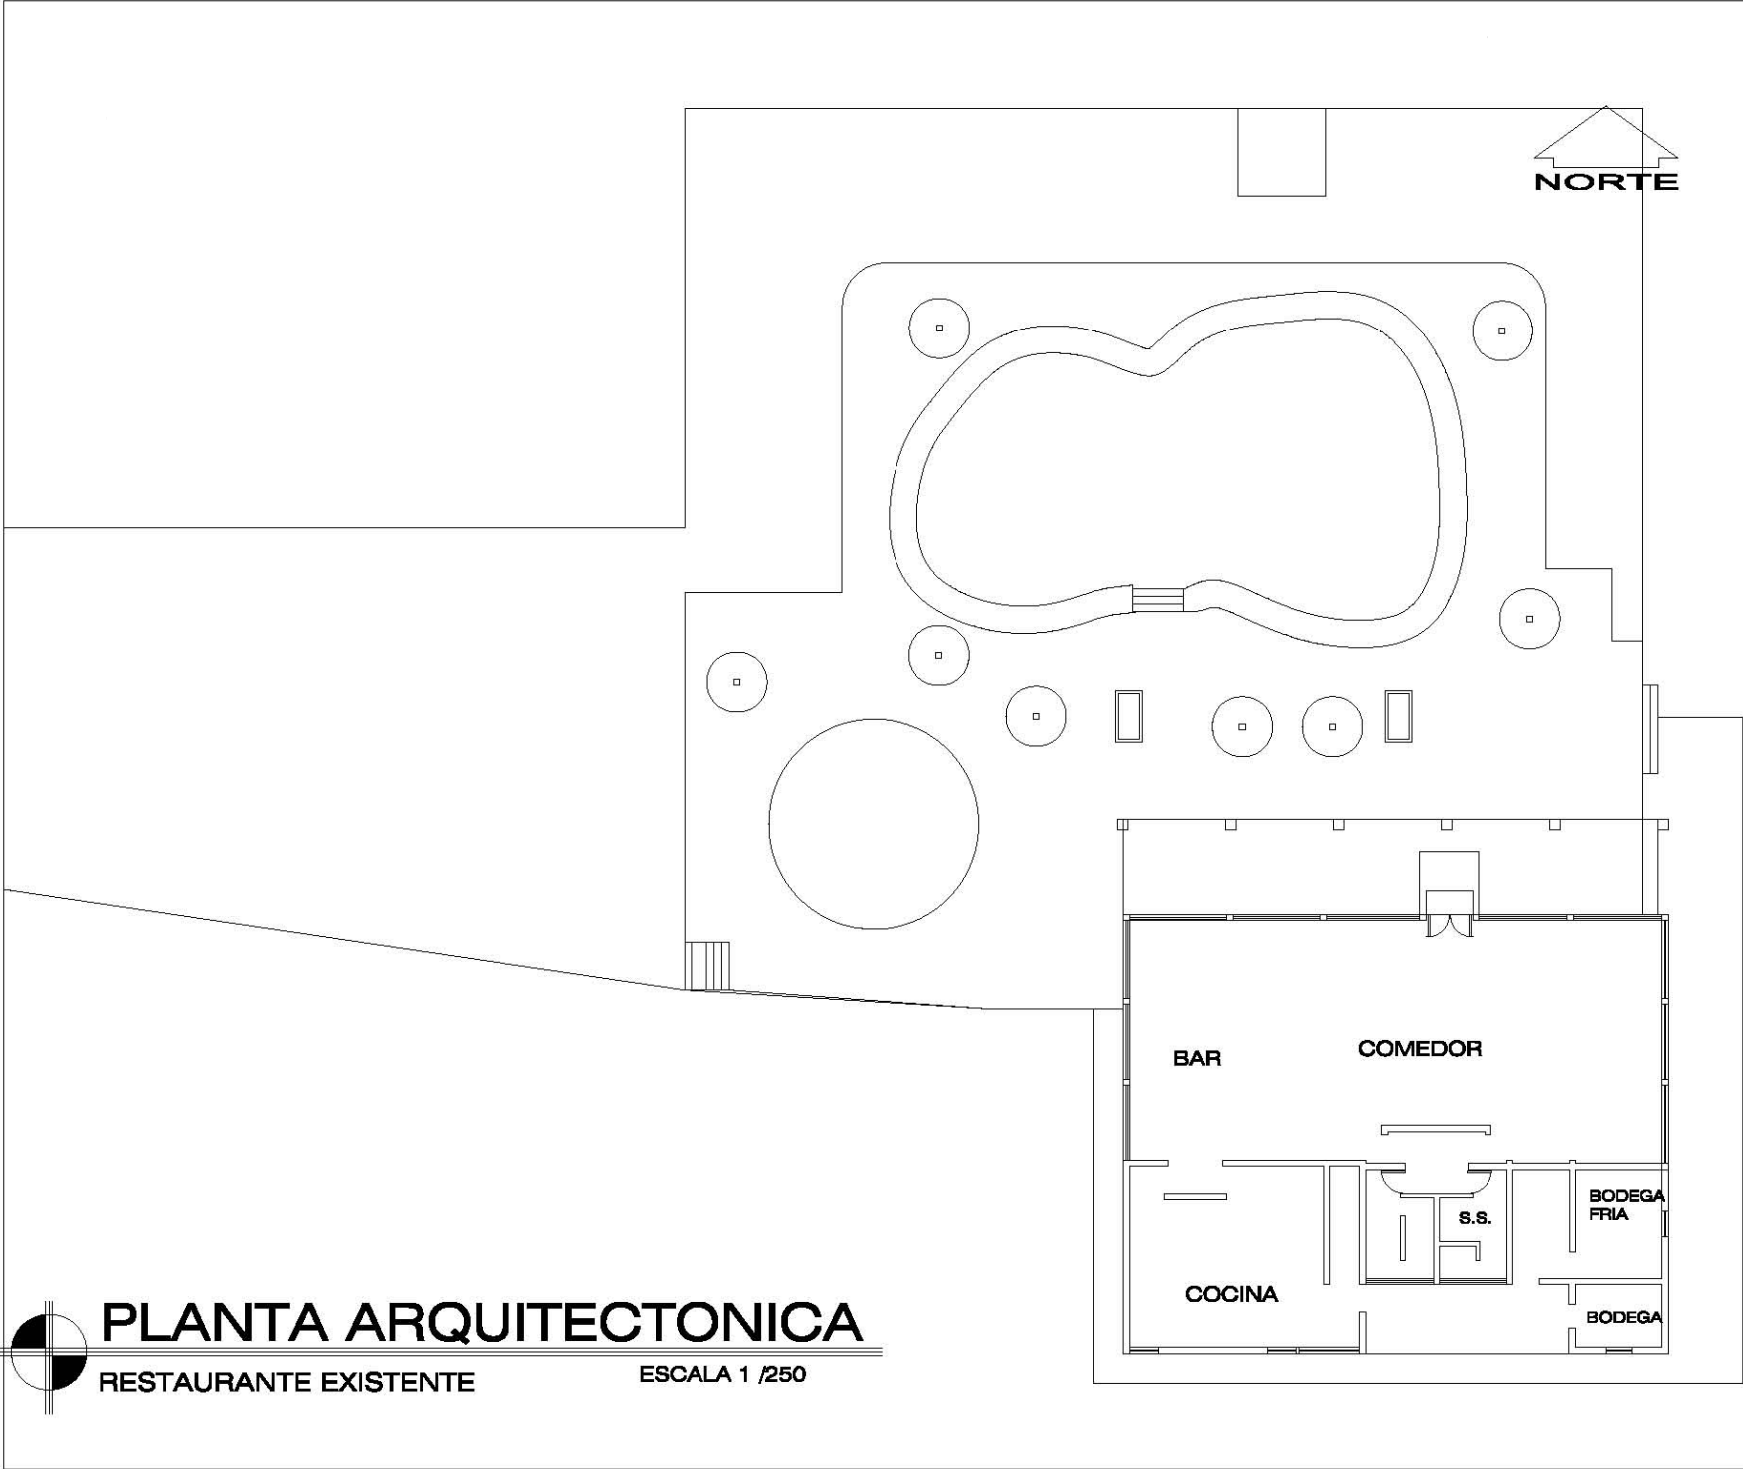 NORTE
BAR
COMEDOR
BODEGA
FRIA
S.S.
COCINA
BODEGA
PLANTA ARQUITECTONICA
RESTAURANTE EXISTENTE
ESCALA 1 /250